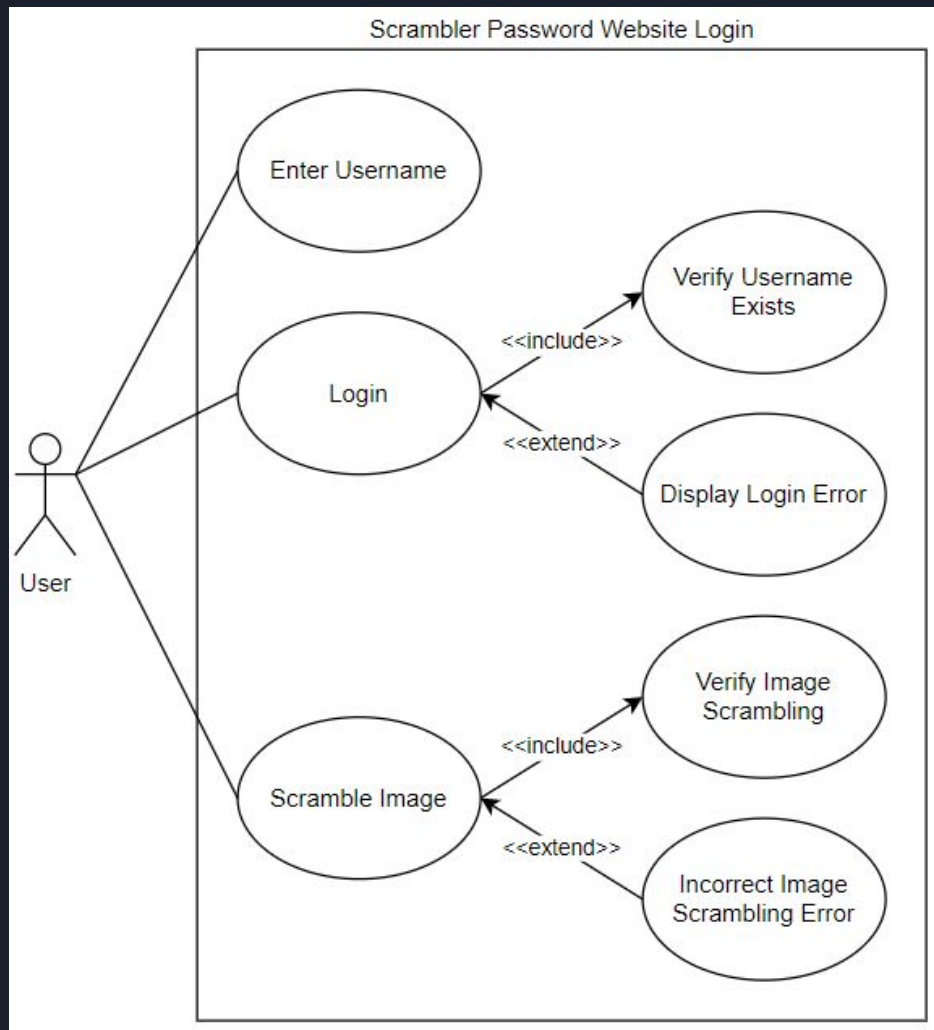 Scrambler Password Website Login
Enter Username
Verify Username
Exists
<<include>>
Login
<<extend>>
Display Login Error
User
Verify Image
Scrambling
<<include>>
Scramble Image
<<extend>>
Incorrect Image
Scrambling Error